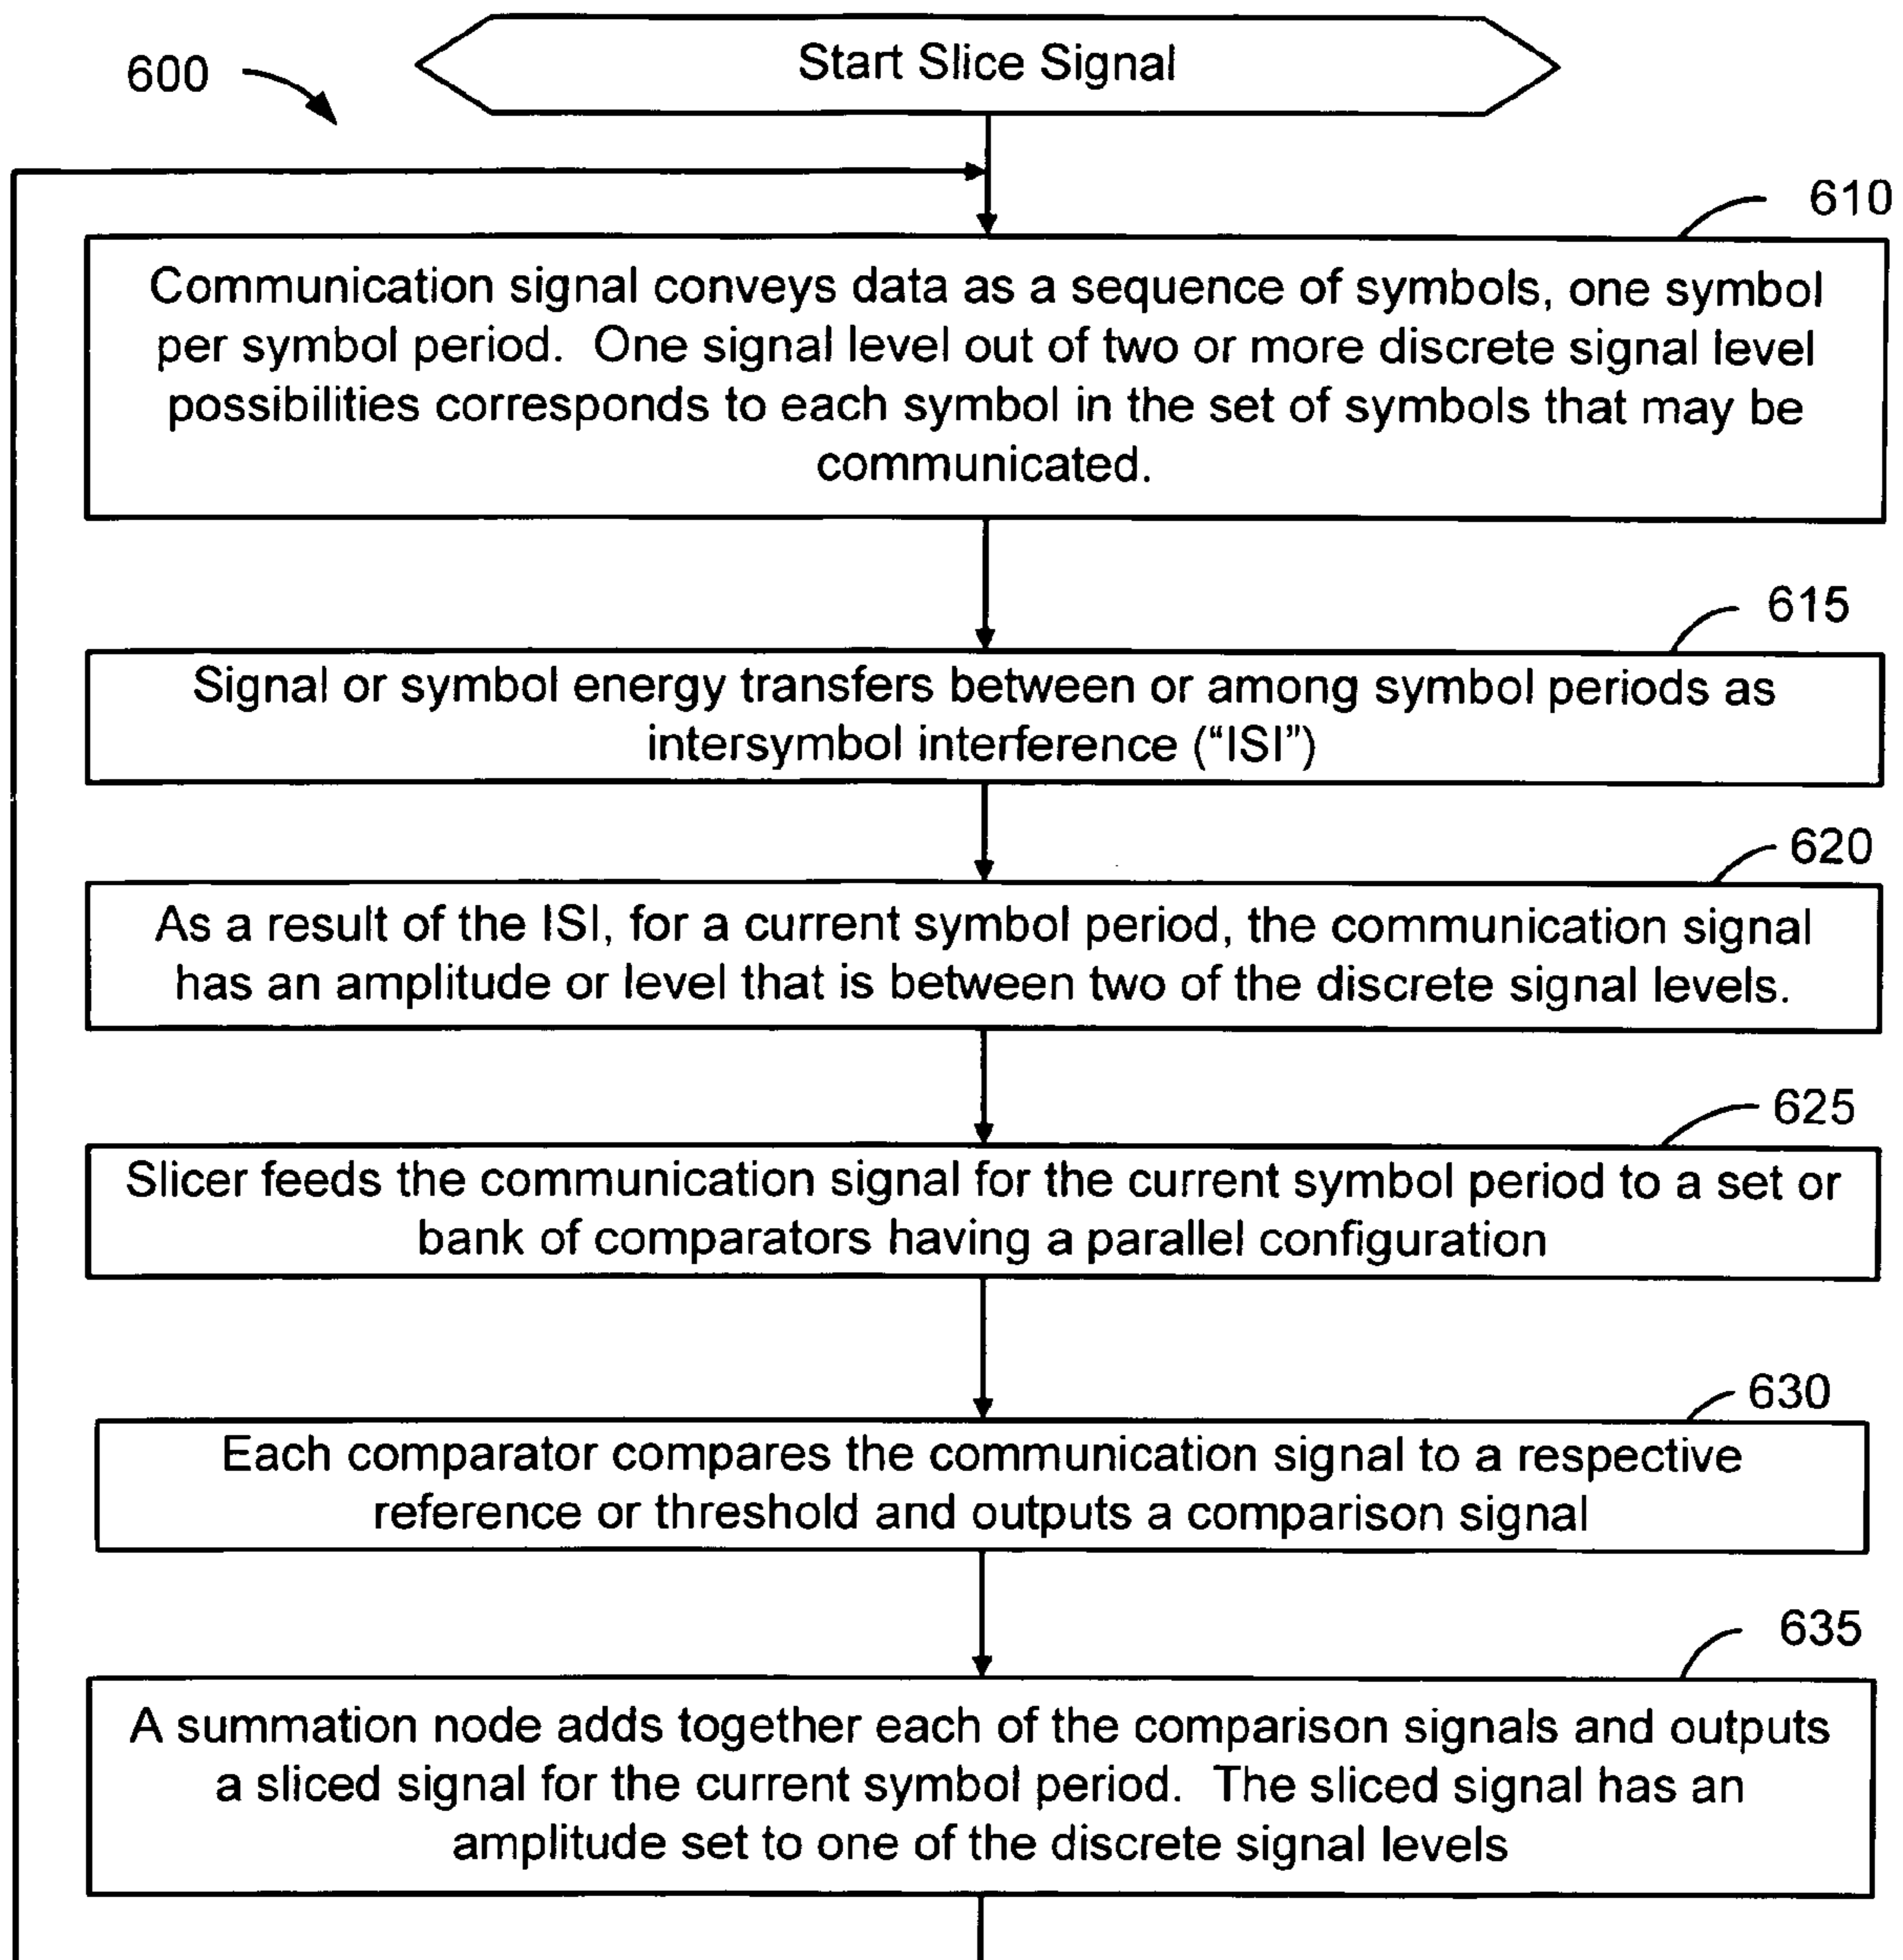 Start Slice Signal
600
610
Communication signal conveys data as a sequence of symbols, one symbol
per symbol period.  One signal level out of two or more discrete signal level
possibilities corresponds to each symbol in the set of symbols that may be
communicated.
615
Signal or symbol energy transfers between or among symbol periods as
intersymbol interference (“ISI”)
620
As a result of the ISI, for a current symbol period, the communication signal
has an amplitude or level that is between two of the discrete signal levels.
625
Slicer feeds the communication signal for the current symbol period to a set or
bank of comparators having a parallel configuration
630
Each comparator compares the communication signal to a respective
reference or threshold and outputs a comparison signal
635
A summation node adds together each of the comparison signals and outputs
a sliced signal for the current symbol period.  The sliced signal has an
amplitude set to one of the discrete signal levels